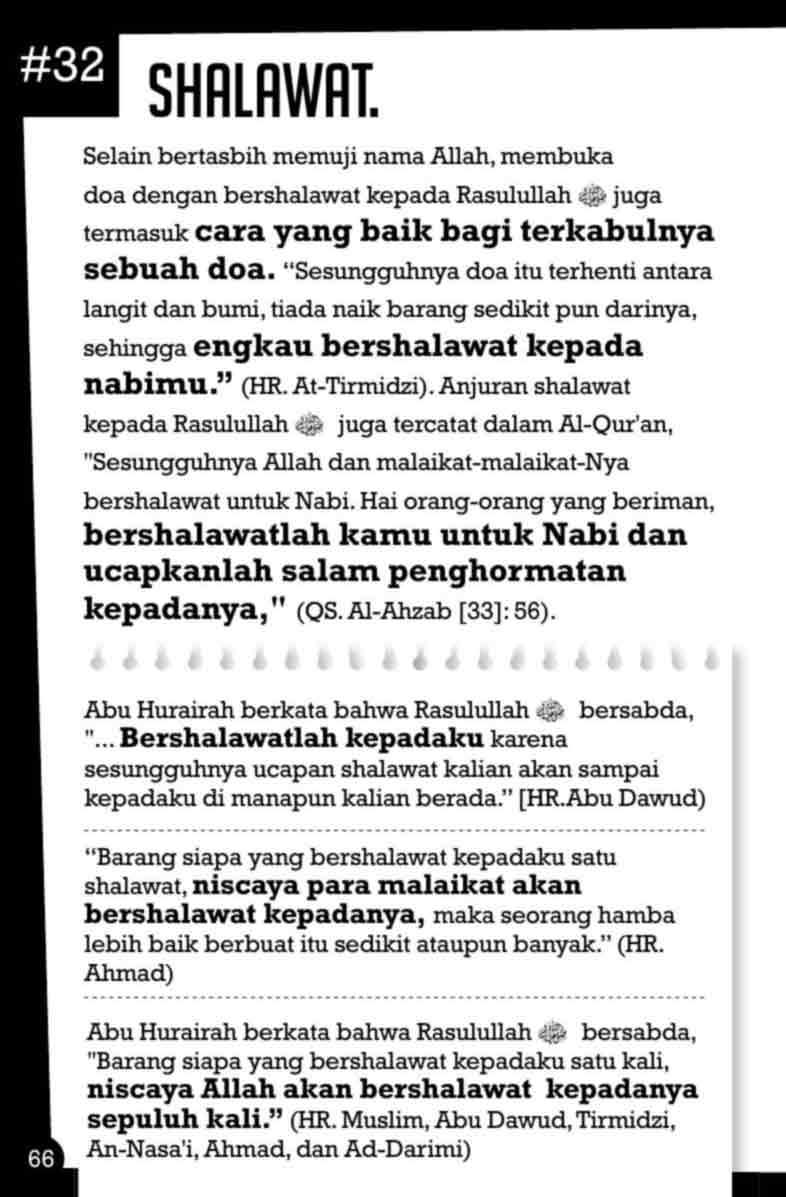 #32
SHALAWAT.
Selain bertasbih memuji nama Allah, membuka
doa dengan bershalawat kepada Rasulullah ﷺ juga
termasuk cara yang baik bagi terkabulnya
sebuah doa. “Sesungguhnya doa itu terhenti antara
langit dan bumi, tiada naik barang sedikit pun darinya,
sehingga engkau bershalawat kepada
nabimu.” (HR. At-Tirmidzi). Anjuran shalawat
kepada Rasulullah ﷺ juga tercatat dalam Al-Qur'an,
"Sesungguhnya Allah dan malaikat-malaikat-Nya
bershalawat untuk Nabi. Hai orang-orang yang beriman,
bershalawatlah kamu untuk Nabi dan
ucapkanlah salam penghormatan
kepadanya," (QS. Al-Ahzab [33]: 56).
Abu Hurairah berkata bahwa Rasulullah ﷺ bersabda,
"... Bershalawatlah kepadaku karena
sesungguhnya ucapan shalawat kalian akan sampai
kepadaku di manapun kalian berada.” [HR.Abu Dawud)
“Barang siapa yang bershalawat kepadaku satu
shalawat, niscaya para malaikat akan
bershalawat kepadanya, maka seorang hamba
lebih baik berbuat itu sedikit ataupun banyak.” (HR.
Ahmad)
Abu Hurairah berkata bahwa Rasulullah ﷺ bersabda,
"Barang siapa yang bershalawat kepadaku satu kali,
niscaya Allah akan bershalawat kepadanya
sepuluh kali.” (HR. Muslim, Abu Dawud, Tirmidzi,
An-Nasa'i, Ahmad, dan Ad-Darimi)
66